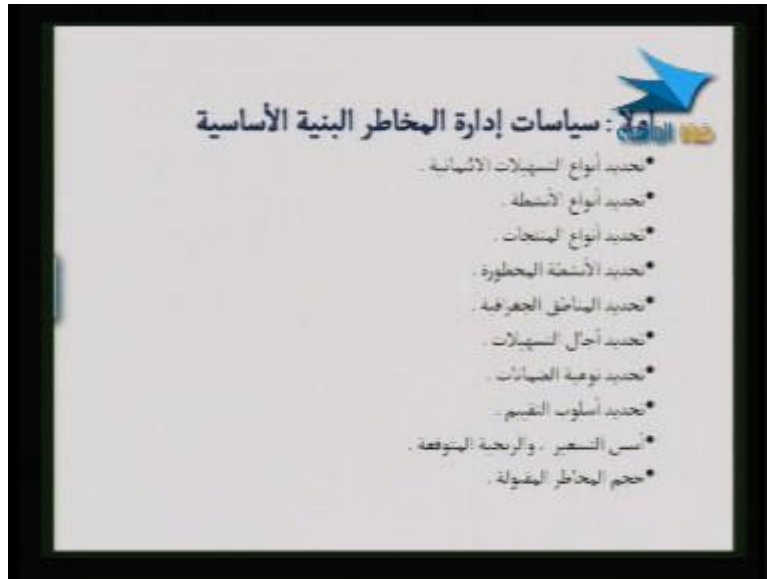 أولا : سياسات إدارة المخاطر البنية الأساسية
•تحديد أنواع التسهيلات الائتمانية .
•تحديد أنواع الأنشطة .
•تحديد أنواع المنتجات .
•تحديد الأنشطة المحظورة .
•تحديد المناطق الجغرافية .
•تحديد آجال التسهيلات .
•تحديد نوعية الضمانات .
•تحديد أسلوب التقييم .
•أسس التسعير . والربحية المتوقعة .
•حجم المخاطر المقبولة .